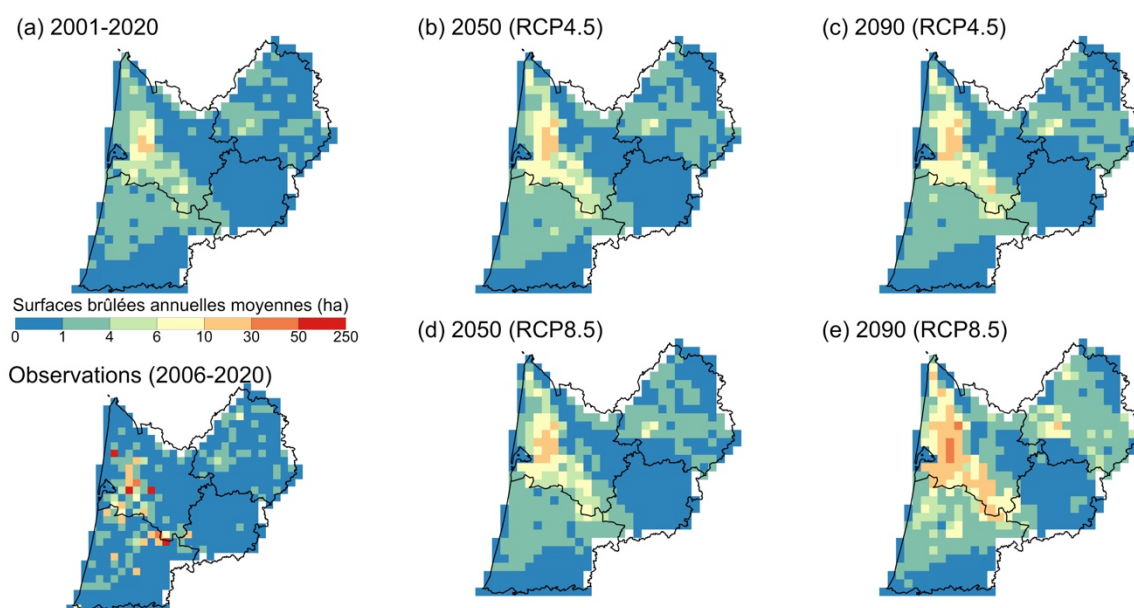 (a) 2001-2020
(b) 2050 (RCP4.5)
(c) 2090 (RCP4.5)
Surfaces brûlées annuelles moyennes (ha)
0 1 4 6 10 30 50 250
(d) 2050 (RCP8.5)
(e) 2090 (RCP8.5)
Observations (2006-2020)